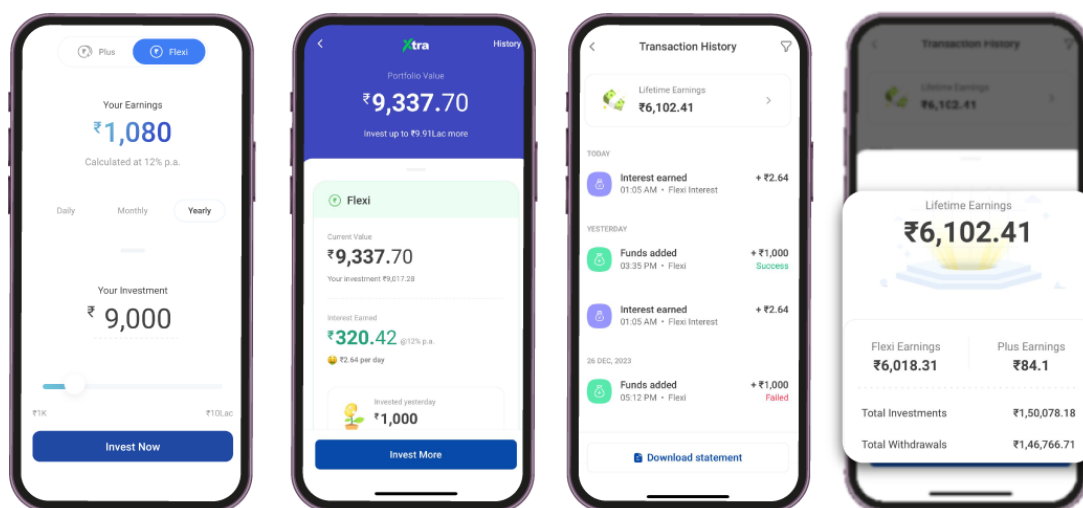 Plus
Flexi
Your Earnings
₹1,080
Calculated at 12% p.a.
Daily
Monthly
Yearly
Your Investment
₹ 9,000
₹1K
₹10Lac
Invest Now
Xtra
History
Portfolio Value
₹9,337.70
Invest up to ₹9.91Lac more
Flexi
Current Value
₹9,337.70
Your investment ₹9,017.28
Interest Earned
₹320.42 @12% p.a.
₹2.64 per day
Invested yesterday
₹1,000
Invest More
Transaction History
Lifetime Earnings
₹6,102.41
TODAY
Interest earned + ₹2.64
01:05 AM • Flexi Interest
YESTERDAY
Funds added + ₹1,000
03:35 PM • Flexi Success
Interest earned + ₹2.64
01:05 AM • Flexi Interest
26 DEC, 2023
Funds added + ₹1,000
05:12 PM • Flexi Failed
Download statement
Transaction History
Lifetime Earnings
₹6,102.41
Lifetime Earnings
₹6,102.41
Flexi Earnings
₹6,018.31
Plus Earnings
₹84.1
Total Investments ₹1,50,078.18
Total Withdrawals ₹1,46,766.71